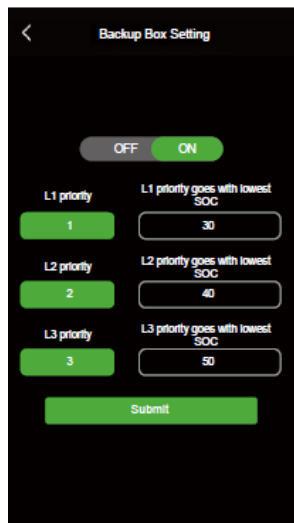 Backup Box Setting
OFF ON
L1 priority
L1 priority goes with lowest
SOC
1
30
L2 priority
L2 priority goes with lowest
SOC
2
40
L3 priority
L3 priority goes with lowest
SOC
3
50
Submit